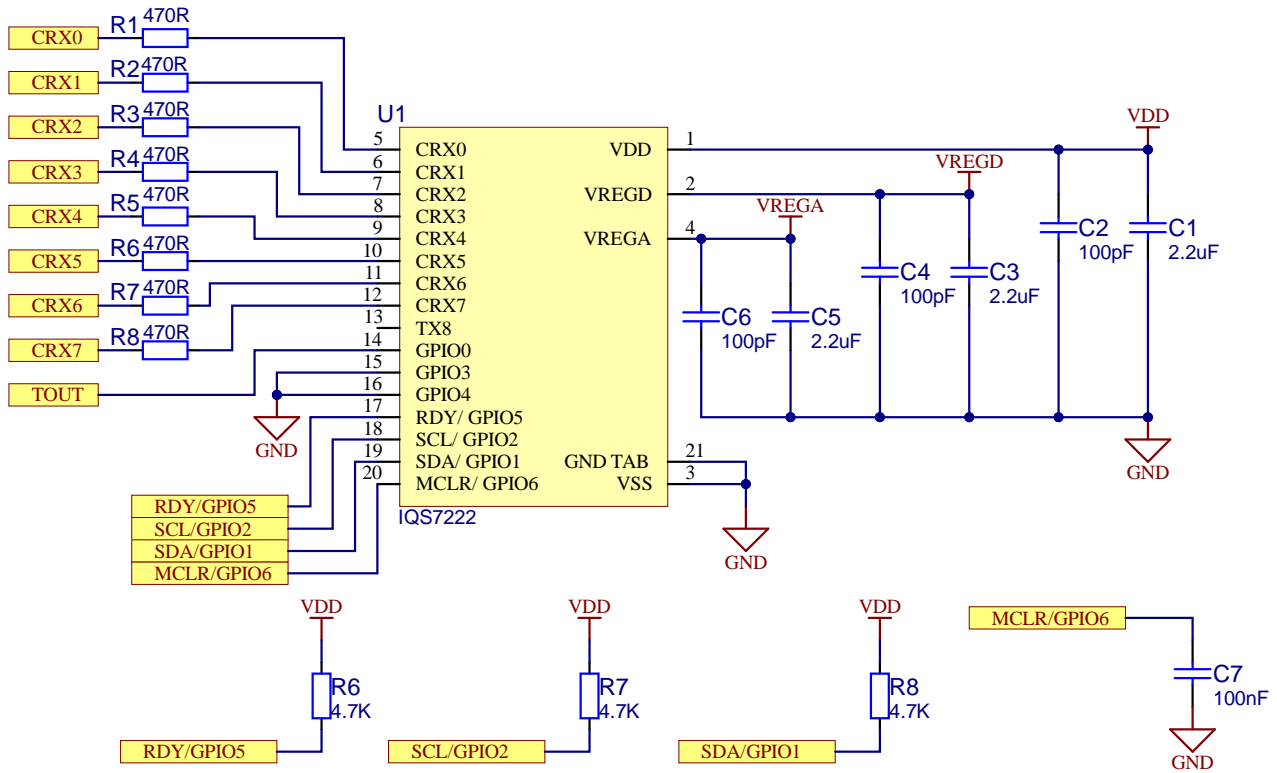 CRX0
R1
470R
CRX1
R2
470R
CRX2
R3
470R
CRX3
R4
470R
CRX4
R5
470R
CRX5
R6
470R
CRX6
R7
470R
CRX7
R8
470R
TOUT
GND
U1
5 CRX0
6 CRX1
7 CRX2
8 CRX3
9 CRX4
10 CRX5
11 CRX6
12 CRX7
13 TX8
14 GPIO0
15 GPIO3
16 GPIO4
17 RDY/ GPIO5
18 SCL/ GPIO2
19 SDA/ GPIO1
20 MCLR/ GPIO6
VDD 1
VREGD 2
VREGA 4
GND TAB 21
VSS 3
IQS7222
VDD
VREGD
VREGA
C6
100pF
C5
2.2uF
C4
100pF
C3
2.2uF
C2
100pF
C1
2.2uF
GND
GND
RDY/GPIO5
SCL/GPIO2
SDA/GPIO1
MCLR/GPIO6
VDD
R6
4.7K
RDY/GPIO5
VDD
R7
4.7K
SCL/GPIO2
VDD
R8
4.7K
SDA/GPIO1
MCLR/GPIO6
C7
100nF
GND